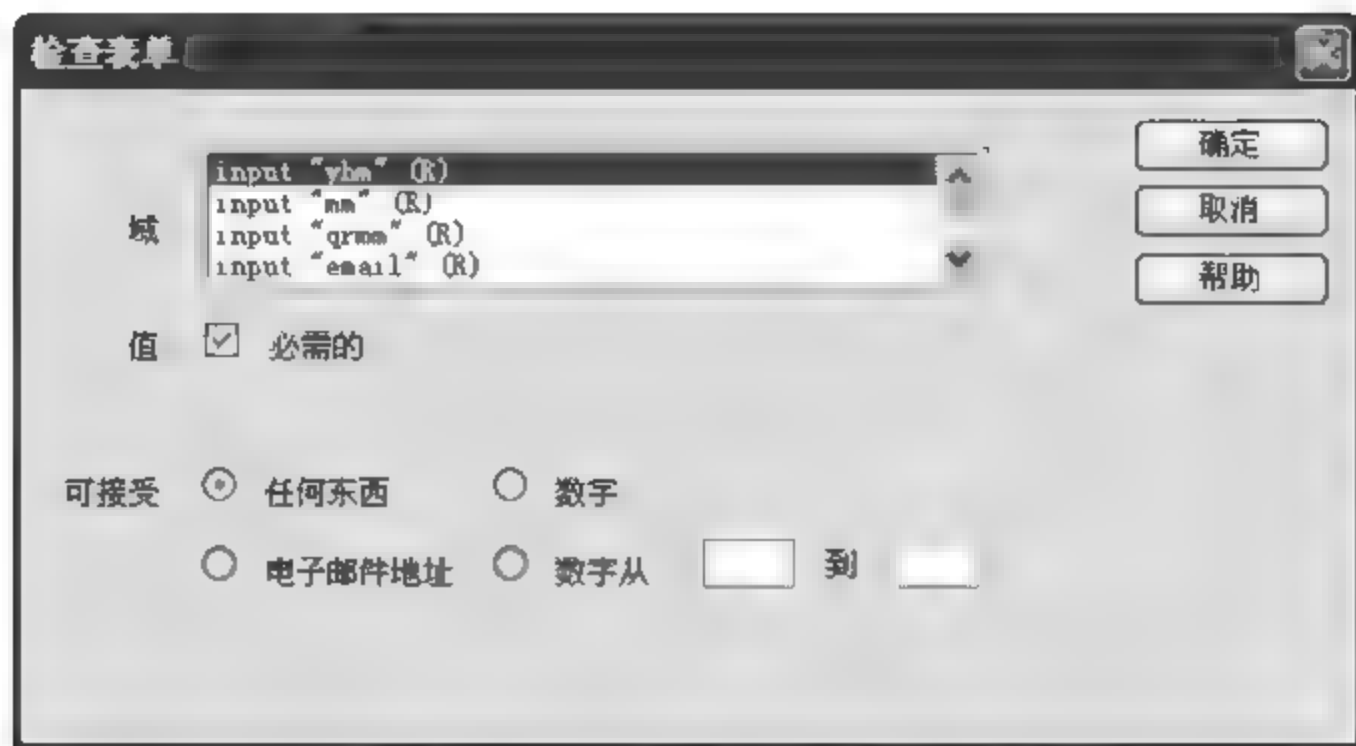 检查表单
域
input "yhm" (R)
input "mm" (R)
input "qrmm" (R)
input "email" (R)
确定
取消
帮助
值 必需的
可接受 任何东西 数字
电子邮件地址 数字从 到